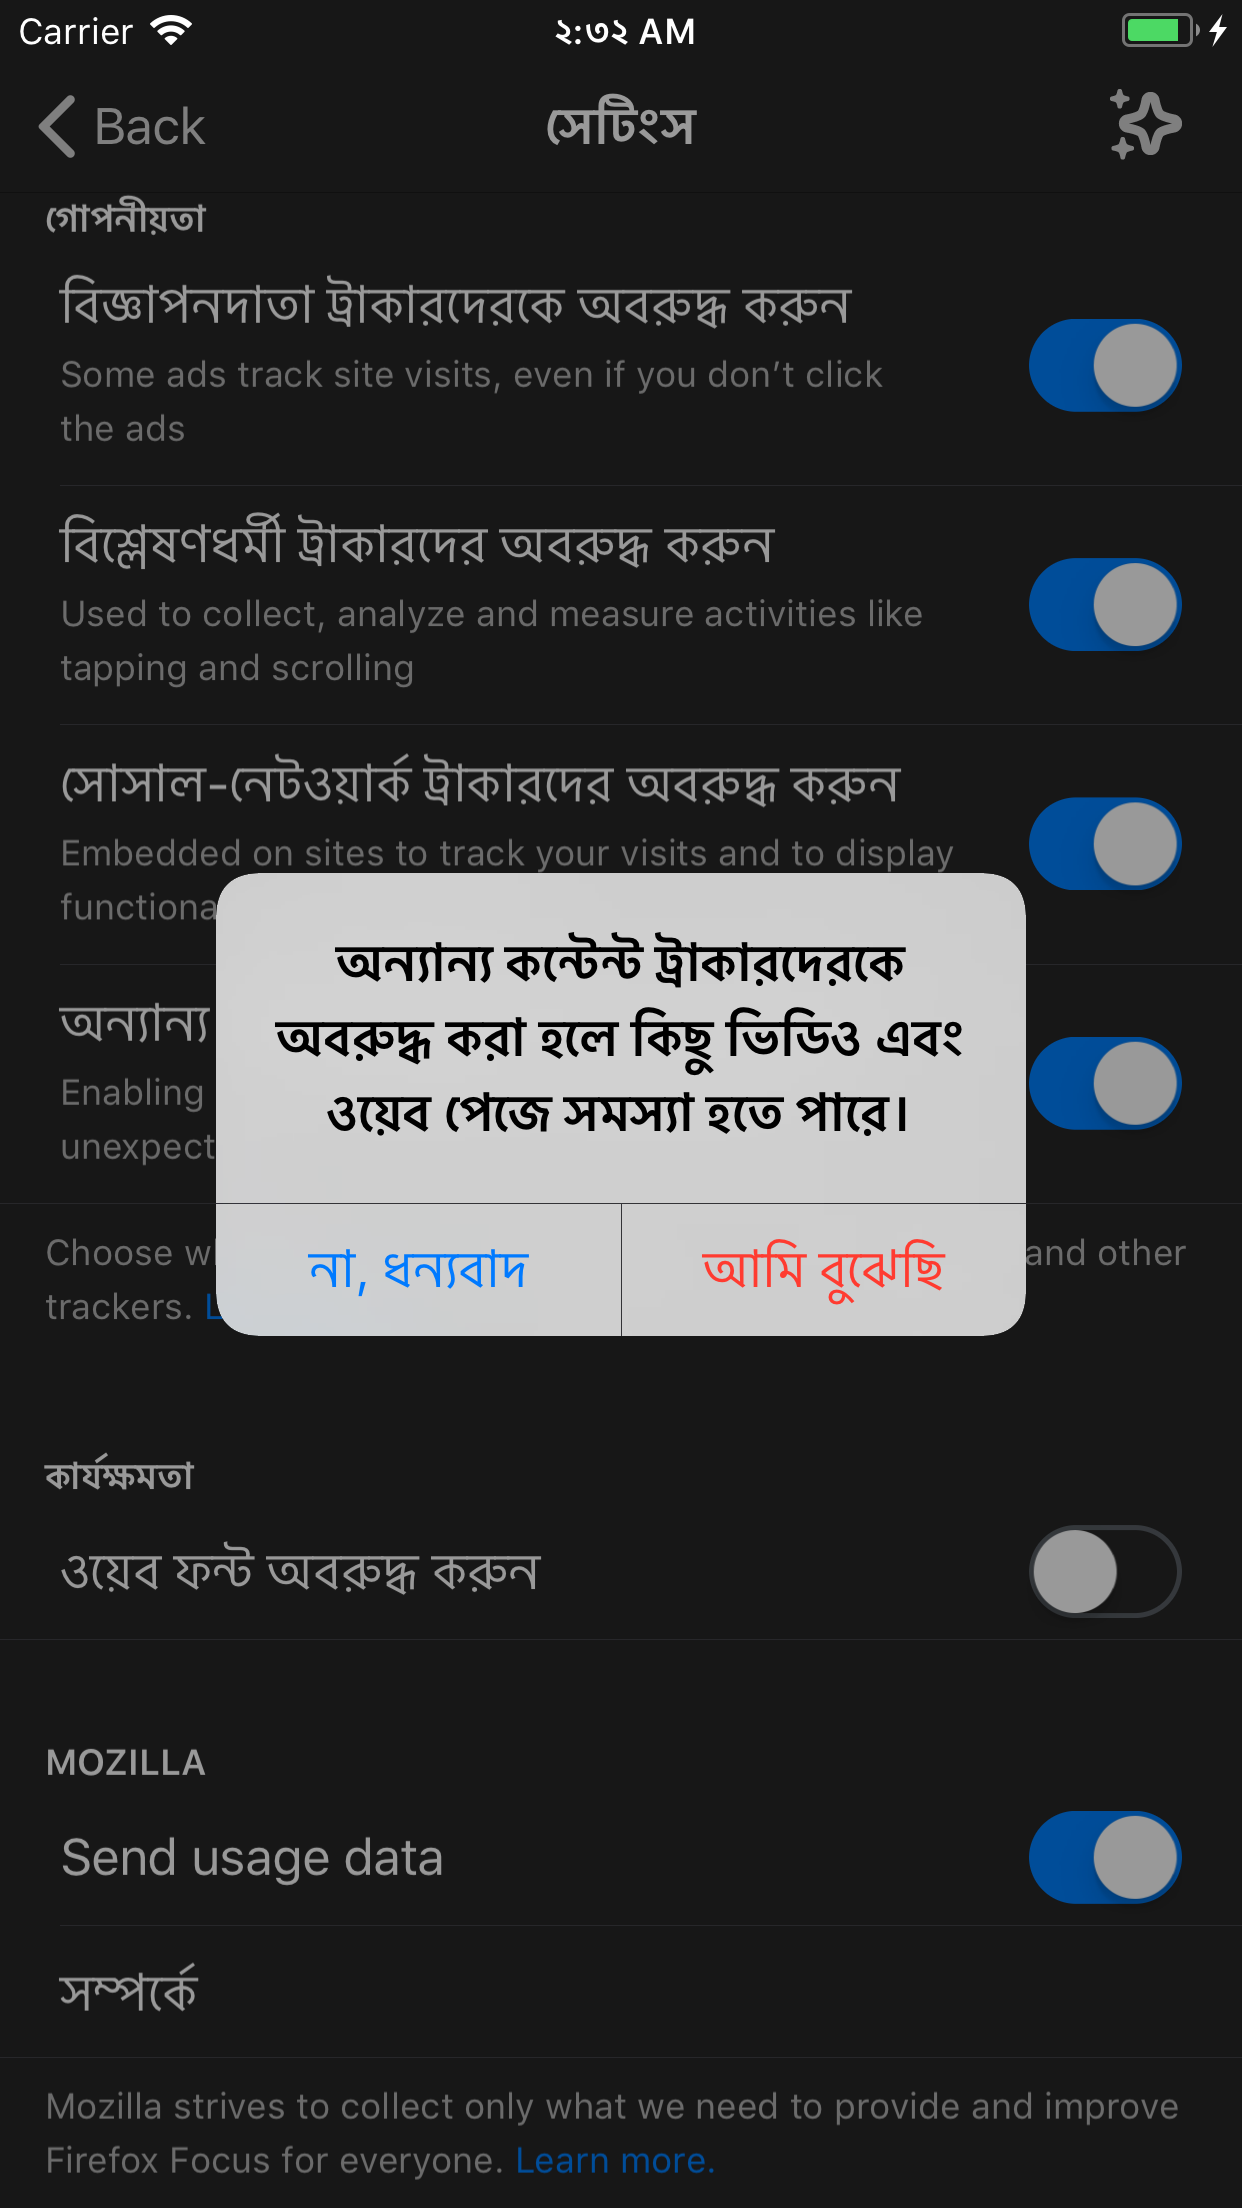 Carrier ২:৩২ AM
Back সেটিংস
গোপনীয়তা
বিজ্ঞাপনদাতা ট্রাকারদেরকে অবরুদ্ধ করুন
Some ads track site visits, even if you don’t click
the ads
বিশ্লেষণধর্মী ট্রাকারদের অবরুদ্ধ করুন
Used to collect, analyze and measure activities like
tapping and scrolling
সোসাল-নেটওয়ার্ক ট্রাকারদের অবরুদ্ধ করুন
Embedded on sites to track your visits and to display
অন্যান্য
Enabling
অন্যান্য কন্টেন্ট ট্রাকারদেরকে
অবরুদ্ধ করা হলে কিছু ভিডিও এবং
ওয়েব পেজে সমস্যা হতে পারে।
না, ধন্যবাদ আমি বুঝেছি
Choose and other
trackers.
কার্যক্ষমতা
ওয়েব ফন্ট অবরুদ্ধ করুন
MOZILLA
Send usage data
সম্পর্কে
Mozilla strives to collect only what we need to provide and improve
Firefox Focus for everyone. Learn more.